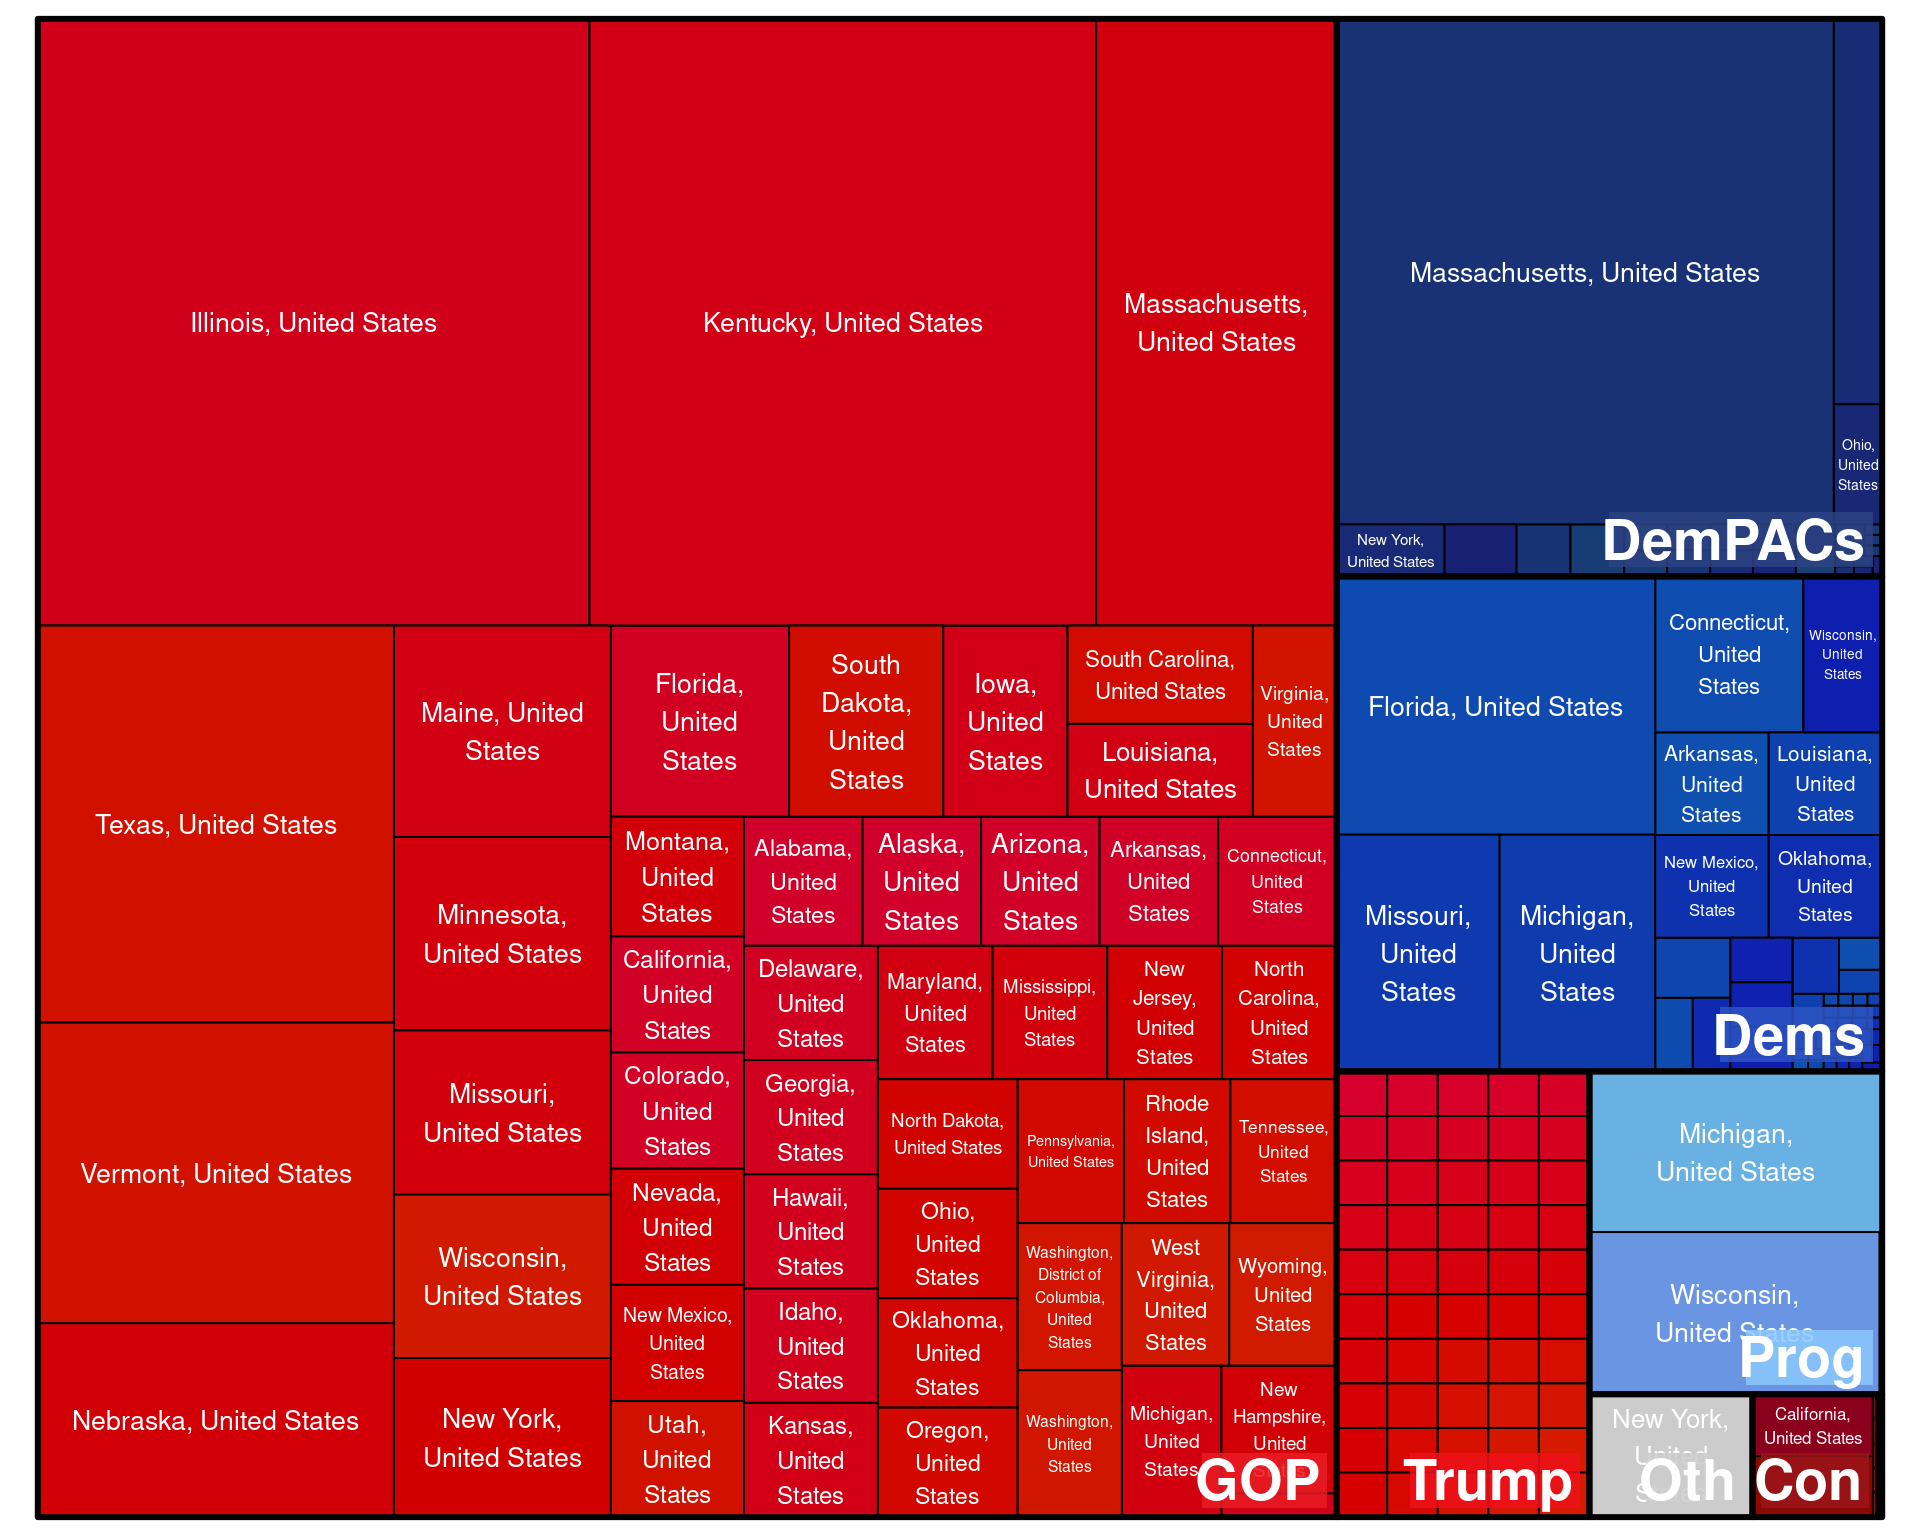 Illinois, United States
Kentucky, United States
Massachusetts,
United States
Texas, United States
Vermont, United States
Nebraska, United States
Maine, United
States
Minnesota,
United States
Missouri,
United States
Wisconsin,
United States
New York,
United States
Florida,
United
States
South
Dakota,
United
States
Iowa,
United
States
South Carolina,
United States
Louisiana,
United States
Virginia,
United
States
Montana,
United
States
California,
United
States
Colorado,
United
States
Nevada,
United
States
New Mexico,
United
States
Utah,
United
States
Alabama,
United
States
Alaska,
United
States
Arizona,
United
States
Arkansas,
United
States
Connecticut,
United
States
Delaware,
United
States
Georgia,
United
States
Hawaii,
United
States
Idaho,
United
States
Kansas,
United
States
Maryland,
United
States
Mississippi,
United
States
New
Jersey,
United
States
North
Carolina,
United
States
North Dakota,
United States
Ohio,
United
States
Oklahoma,
United
States
Oregon,
United
States
Pennsylvania,
United States
Rhode
Island,
United
States
Tennessee,
United
States
Washington,
District of
Columbia,
United
States
West
Virginia,
United
States
Wyoming,
United
States
Washington,
United
States
Michigan,
United
States
New
Hampshire,
United
States
GOP
Massachusetts, United States
Ohio,
United
States
New York,
United States
DemPACs
Florida, United States
Connecticut,
United
States
Wisconsin,
United
States
Arkansas,
United
States
Louisiana,
United
States
Missouri,
United
States
Michigan,
United
States
New Mexico,
United
States
Oklahoma,
United
States
Dems
Trump
Michigan,
United States
Wisconsin,
United States
Prog
New York,
United
Oth
California,
United States
Con